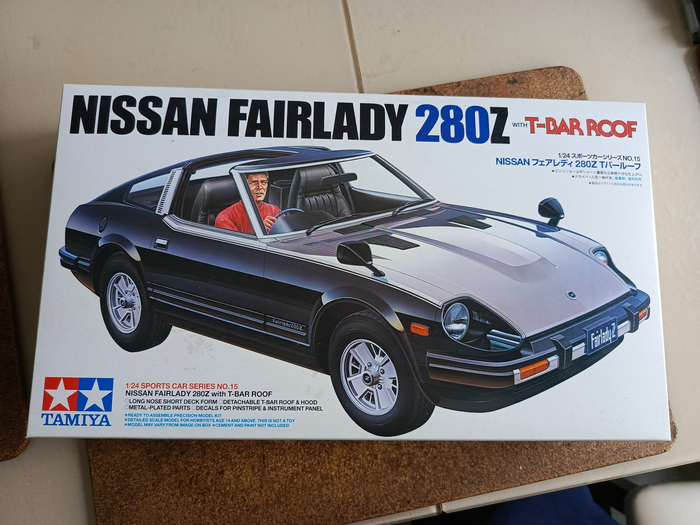 NISSAN FAIRLADY 280Z WITH T-BAR ROOF
1/24 スポーツカーシリーズ NO.15
NISSAN フェアレディ 280Z Tバールーフ
Fairlady 280Z
Fairlady Z
1/24 SPORTS CAR SERIES NO.15
NISSAN FAIRLADY 280Z with T-BAR ROOF
□LONG NOSE SHORT DECK FORM □DETACHABLE T-BAR ROOF & HOOD
□METAL-PLATED PARTS □DECALS FOR PINSTRIPE & INSTRUMENT PANEL
★READY TO ASSEMBLE PRECISION MODEL KIT
★DETAILED SCALE MODEL FOR HOBBYISTS AGE 14 AND ABOVE, THIS IS NOT A TOY
★MODEL MAY VARY FROM IMAGE ON BOX ★CEMENT AND PAINT NOT INCLUDED
TAMIYA